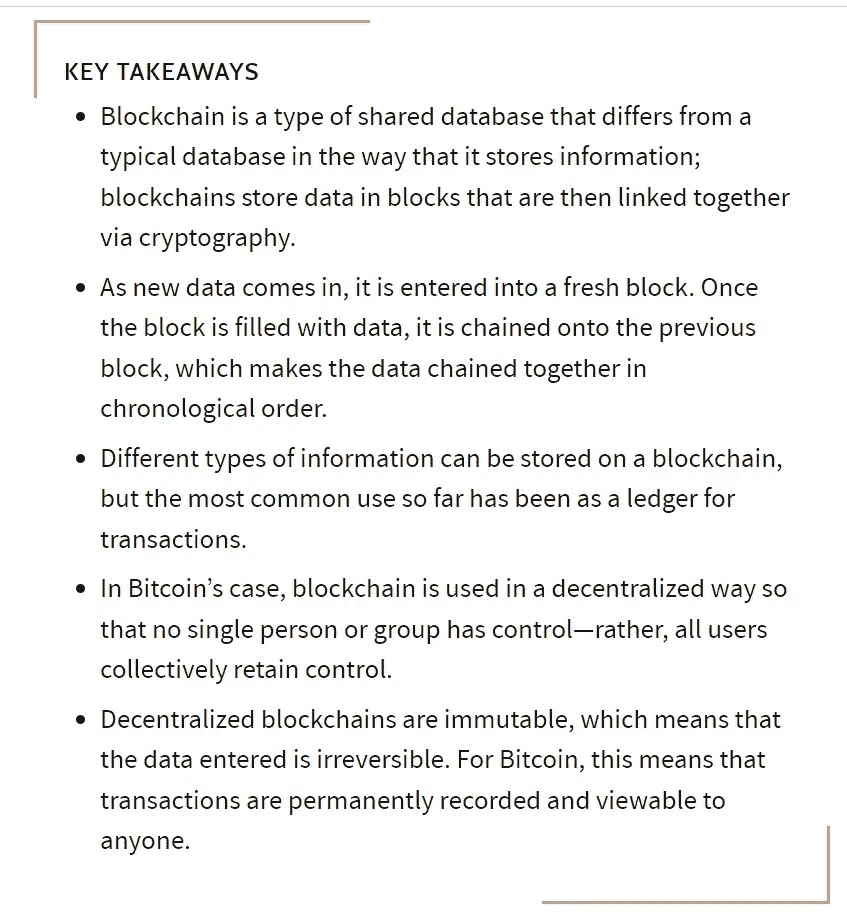 KEY TAKEAWAYS
• Blockchain is a type of shared database that differs from a
typical database in the way that it stores information;
blockchains store data in blocks that are then linked together
via cryptography.
• As new data comes in, it is entered into a fresh block. Once
the block is filled with data, it is chained onto the previous
block, which makes the data chained together in
chronological order.
• Different types of information can be stored on a blockchain,
but the most common use so far has been as a ledger for
transactions.
• In Bitcoin’s case, blockchain is used in a decentralized way so
that no single person or group has control—rather, all users
collectively retain control.
• Decentralized blockchains are immutable, which means that
the data entered is irreversible. For Bitcoin, this means that
transactions are permanently recorded and viewable to
anyone.